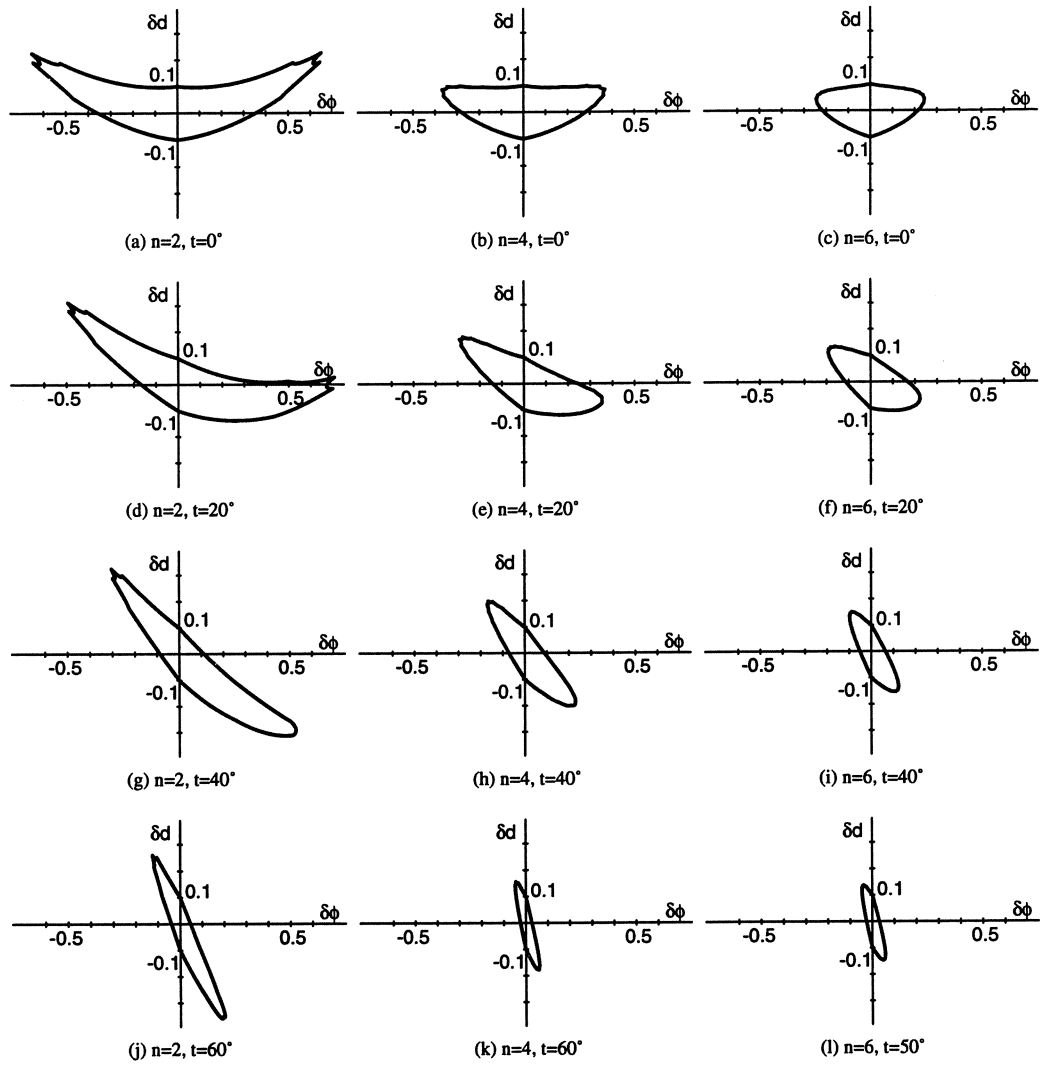 δd
0.1
δϕ
-0.5
0.5
-0.1
(a) n=2, t=0°
δd
0.1
δϕ
-0.5
0.5
-0.1
(b) n=4, t=0°
δd
0.1
δϕ
-0.5
0.5
-0.1
(c) n=6, t=0°
δd
0.1
δϕ
-0.5
0.5
-0.1
(d) n=2, t=20°
δd
0.1
δϕ
-0.5
0.5
-0.1
(e) n=4, t=20°
δd
0.1
δϕ
-0.5
0.5
-0.1
(f) n=6, t=20°
δd
0.1
δϕ
-0.5
0.5
-0.1
(g) n=2, t=40°
δd
0.1
δϕ
-0.5
0.5
-0.1
(h) n=4, t=40°
δd
0.1
δϕ
-0.5
0.5
-0.1
(i) n=6, t=40°
δd
0.1
δϕ
-0.5
0.5
-0.1
(j) n=2, t=60°
δd
0.1
δϕ
-0.5
0.5
-0.1
(k) n=4, t=60°
δd
0.1
δϕ
-0.5
0.5
-0.1
(l) n=6, t=50°